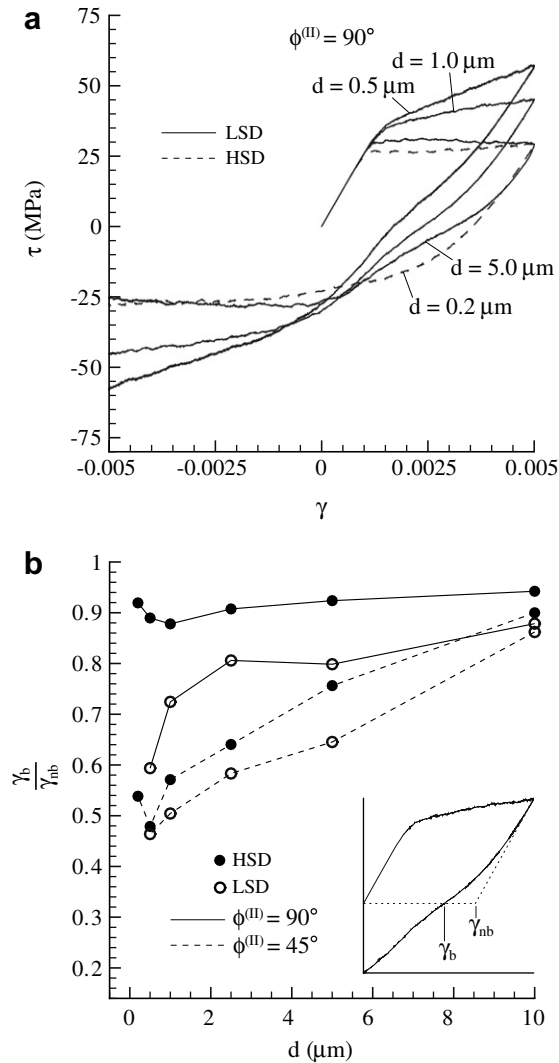 a
ϕ(II) = 90°
d = 1.0 μm
d = 0.5 μm
LSD
HSD
d = 5.0 μm
d = 0.2 μm
75
50
25
0
-25
-50
-75
τ (MPa)
-0.005
-0.0025
0
0.0025
0.005
γ
b
1
0.9
0.8
0.7
0.6
0.5
0.4
0.3
0.2
γb
γnb
HSD
LSD
ϕ(II) = 90°
ϕ(II) = 45°
γb
γnb
0
2
4
6
8
10
d (μm)